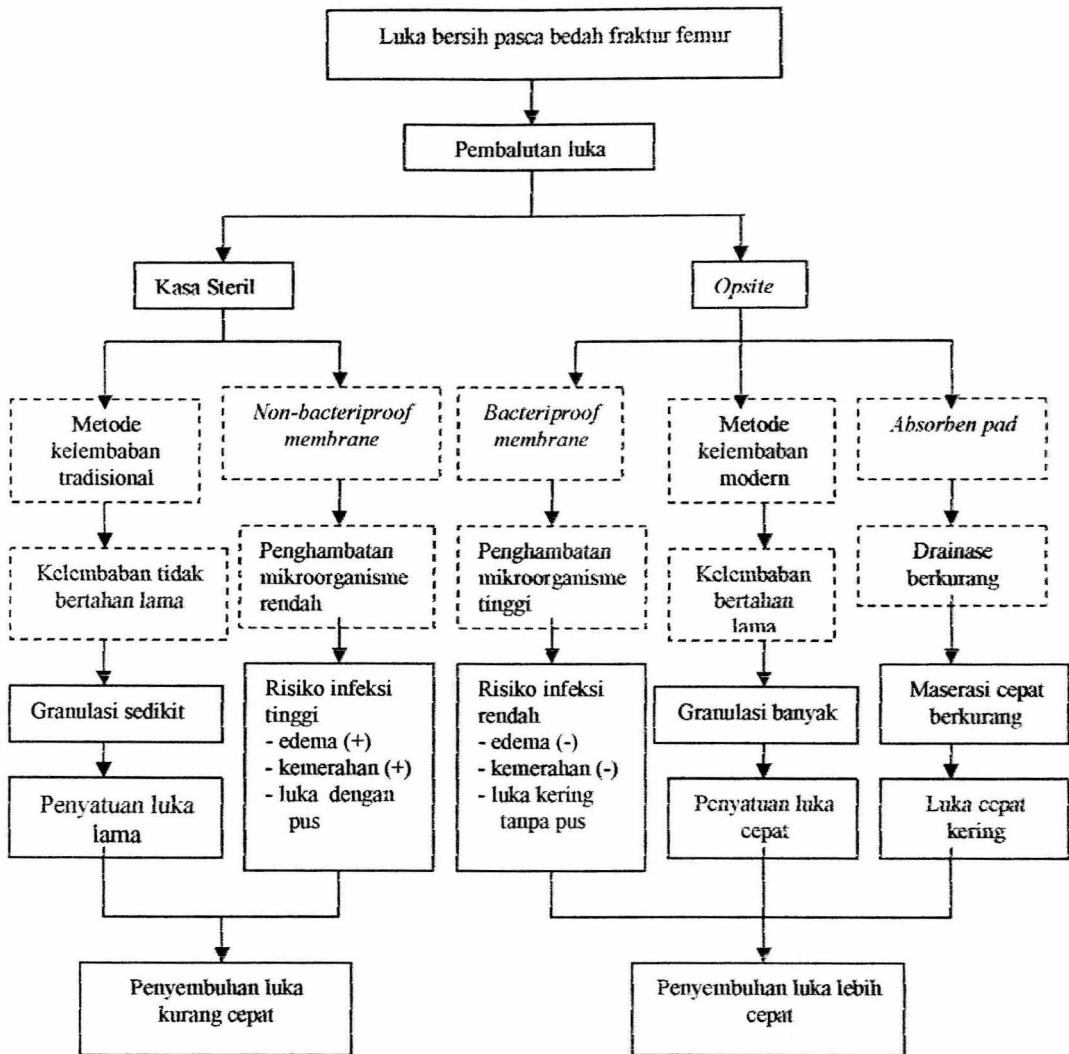 Luka bersih pasca bedah fraktur femur
Pembalutan luka
Kasa Steril
Opsite
Metode
kelembaban
tradisional
Non-bacteriproof
membrane
Bacteriproof
membrane
Metode
kelembaban
modern
Absorben pad
Kelembaban tidak
bertahan lama
Penghambatan
mikroorganisme
rendah
Penghambatan
mikroorganisme
tinggi
Kelembaban
bertahan
lama
Drainase
berkurang
Granulasi sedikit
Risiko infeksi
tinggi
- edema (+)
- kemerahan (+)
- luka dengan
pus
Risiko infeksi
rendah
- edema (-)
- kemerahan (-)
- luka kering
tanpa pus
Granulasi banyak
Maserasi cepat
berkurang
Penyatuan luka
lama
Penyatuan luka
cepat
Luka cepat
kering
Penyembuhan luka
kurang cepat
Penyembuhan luka lebih
cepat